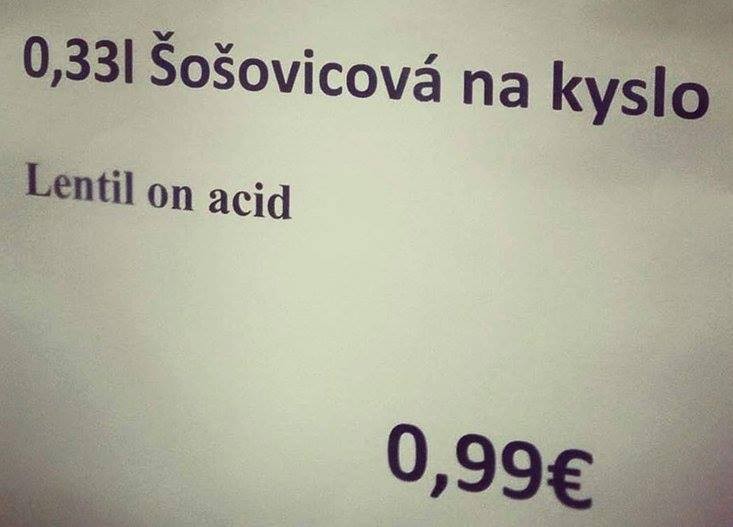 0,33l Šošovicová na kyslo
Lentil on acid
0,99€